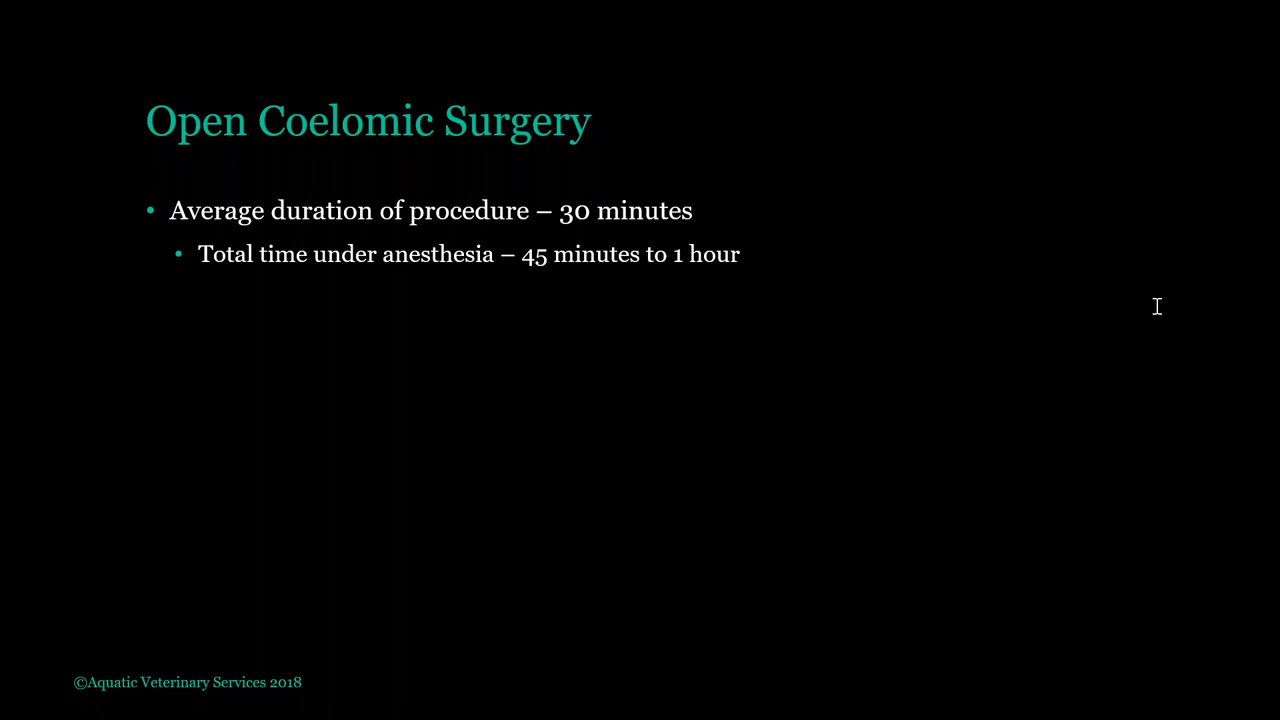 Open Coelomic Surgery
• Average duration of procedure – 30 minutes
• Total time under anesthesia – 45 minutes to 1 hour
©Aquatic Veterinary Services 2018